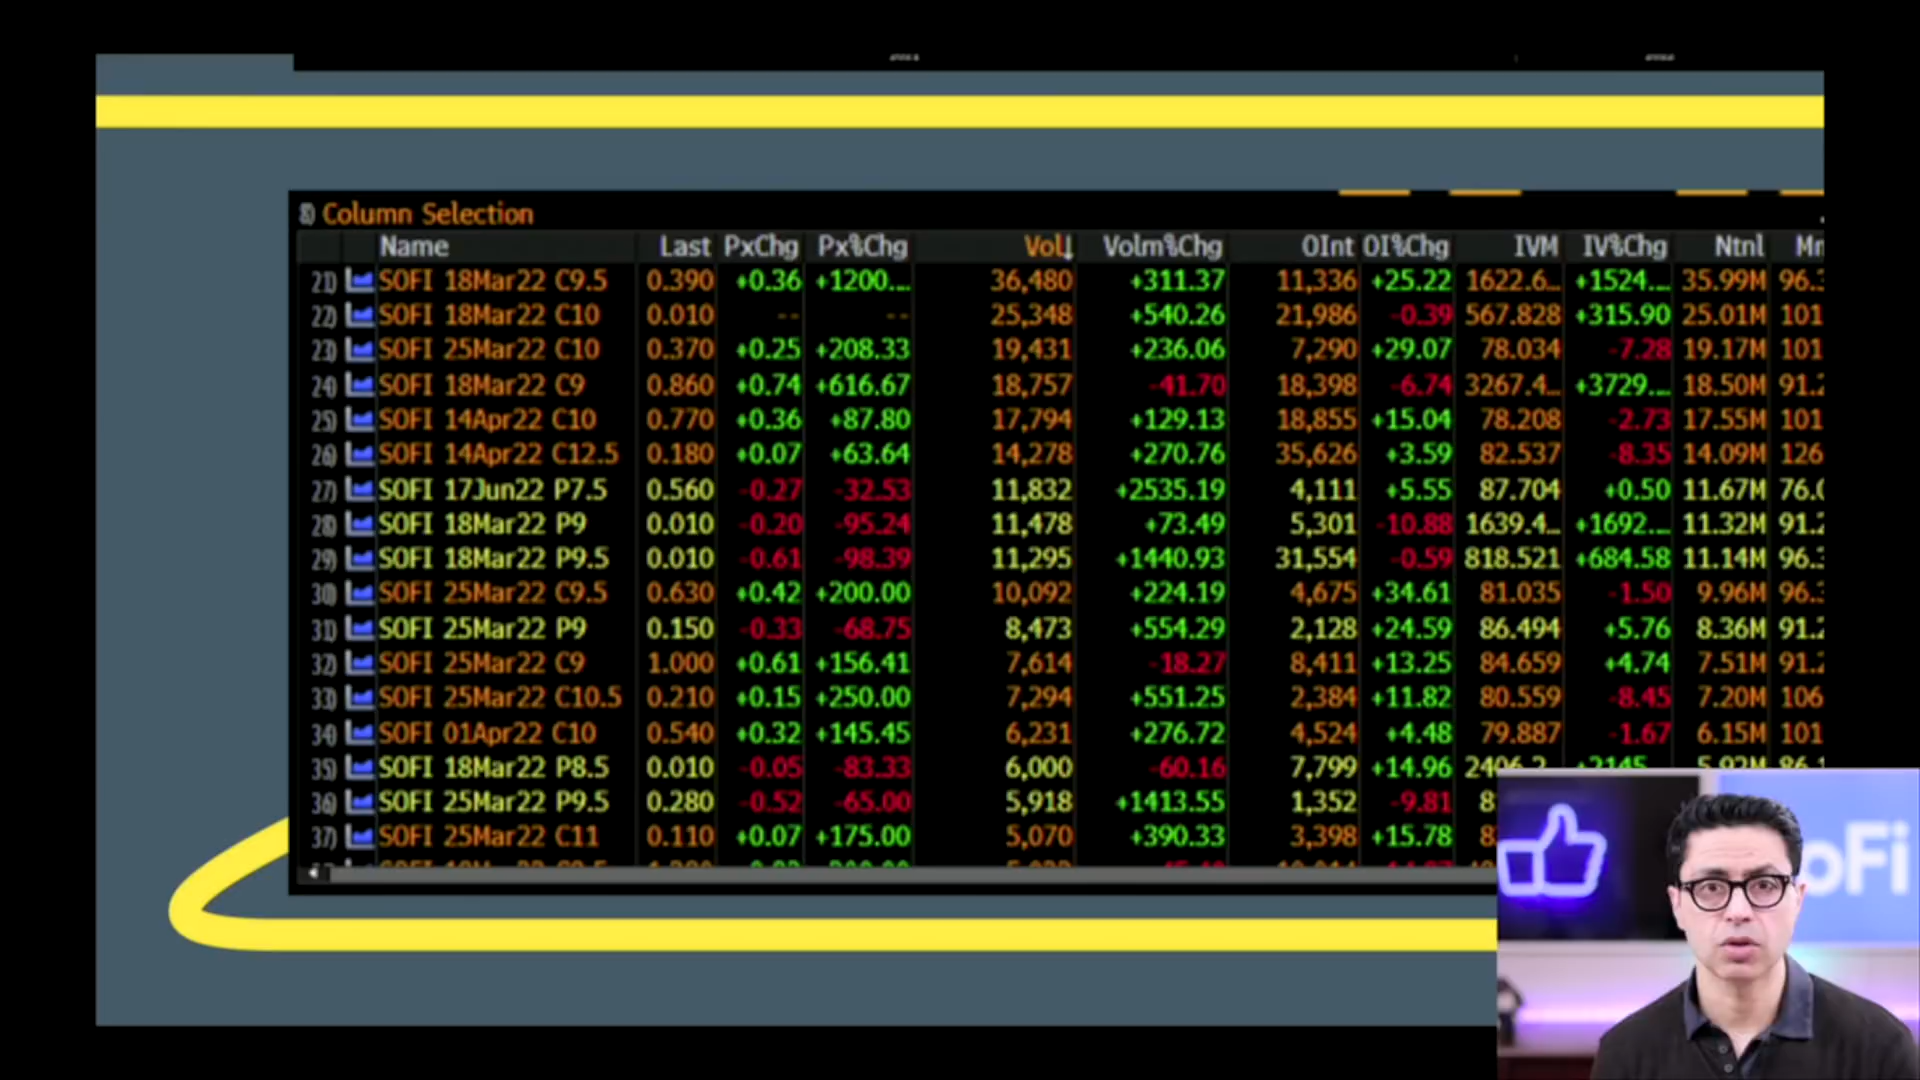 8) Column Selection
Name Last PxChg Px%Chg Vol↓ Volm%Chg OInt OI%Chg IVM IV%Chg Ntnl
21) SOFI 18Mar22 C9.5 0.390 +0.36 +1200... 36,480 +311.37 11,336 +25.22 1622.6... +1524.... 35.99M 96.
22) SOFI 18Mar22 C10 0.010 -- -- 25,348 +540.26 21,986 -0.39 567.828 +315.90 25.01M 101
23) SOFI 25Mar22 C10 0.370 +0.25 +208.33 19,431 +236.06 7,290 +29.07 78.034 -7.28 19.17M 101
24) SOFI 18Mar22 C9 0.860 +0.74 +616.67 18,757 -41.70 18,398 -6.74 3267.4... +3729.... 18.50M 91.2
25) SOFI 14Apr22 C10 0.770 +0.36 +87.80 17,794 +129.13 18,855 +15.04 78.208 -2.73 17.55M 101
26) SOFI 14Apr22 C12.5 0.180 +0.07 +63.64 14,278 +270.76 35,626 +3.59 82.537 -8.35 14.09M 126
27) SOFI 17Jun22 P7.5 0.560 -0.27 -32.53 11,832 +2535.19 4,111 +5.55 87.704 +0.50 11.67M 76.0
28) SOFI 18Mar22 P9 0.010 -0.20 -95.24 11,478 +73.49 5,301 -10.88 1639.4... +1692.... 11.32M 91.2
29) SOFI 18Mar22 P9.5 0.010 -0.61 -98.39 11,295 +1440.93 31,554 -0.59 818.521 +684.58 11.14M 96.
30) SOFI 25Mar22 C9.5 0.630 +0.42 +200.00 10,092 +224.19 4,675 +34.61 81.035 -1.50 9.96M 96.
31) SOFI 25Mar22 P9 0.150 -0.33 -68.75 8,473 +554.29 2,128 +24.59 86.494 +5.76 8.36M 91.2
32) SOFI 25Mar22 C9 1.000 +0.61 +156.41 7,614 -18.27 8,411 +13.25 84.659 +4.74 7.51M 91.2
33) SOFI 25Mar22 C10.5 0.210 +0.15 +250.00 7,294 +551.25 2,384 +11.82 80.559 -8.45 7.20M 106
34) SOFI 01Apr22 C10 0.540 +0.32 +145.45 6,231 +276.72 4,524 +4.48 79.887 -1.67 6.15M 101
35) SOFI 18Mar22 P8.5 0.010 -0.05 -83.33 6,000 -60.16 7,799 +14.96
36) SOFI 25Mar22 P9.5 0.280 -0.52 -65.00 5,918 +1413.55 1,352 -9.81
37) SOFI 25Mar22 C11 0.110 +0.07 +175.00 5,070 +390.33 3,398 +15.78
oFi